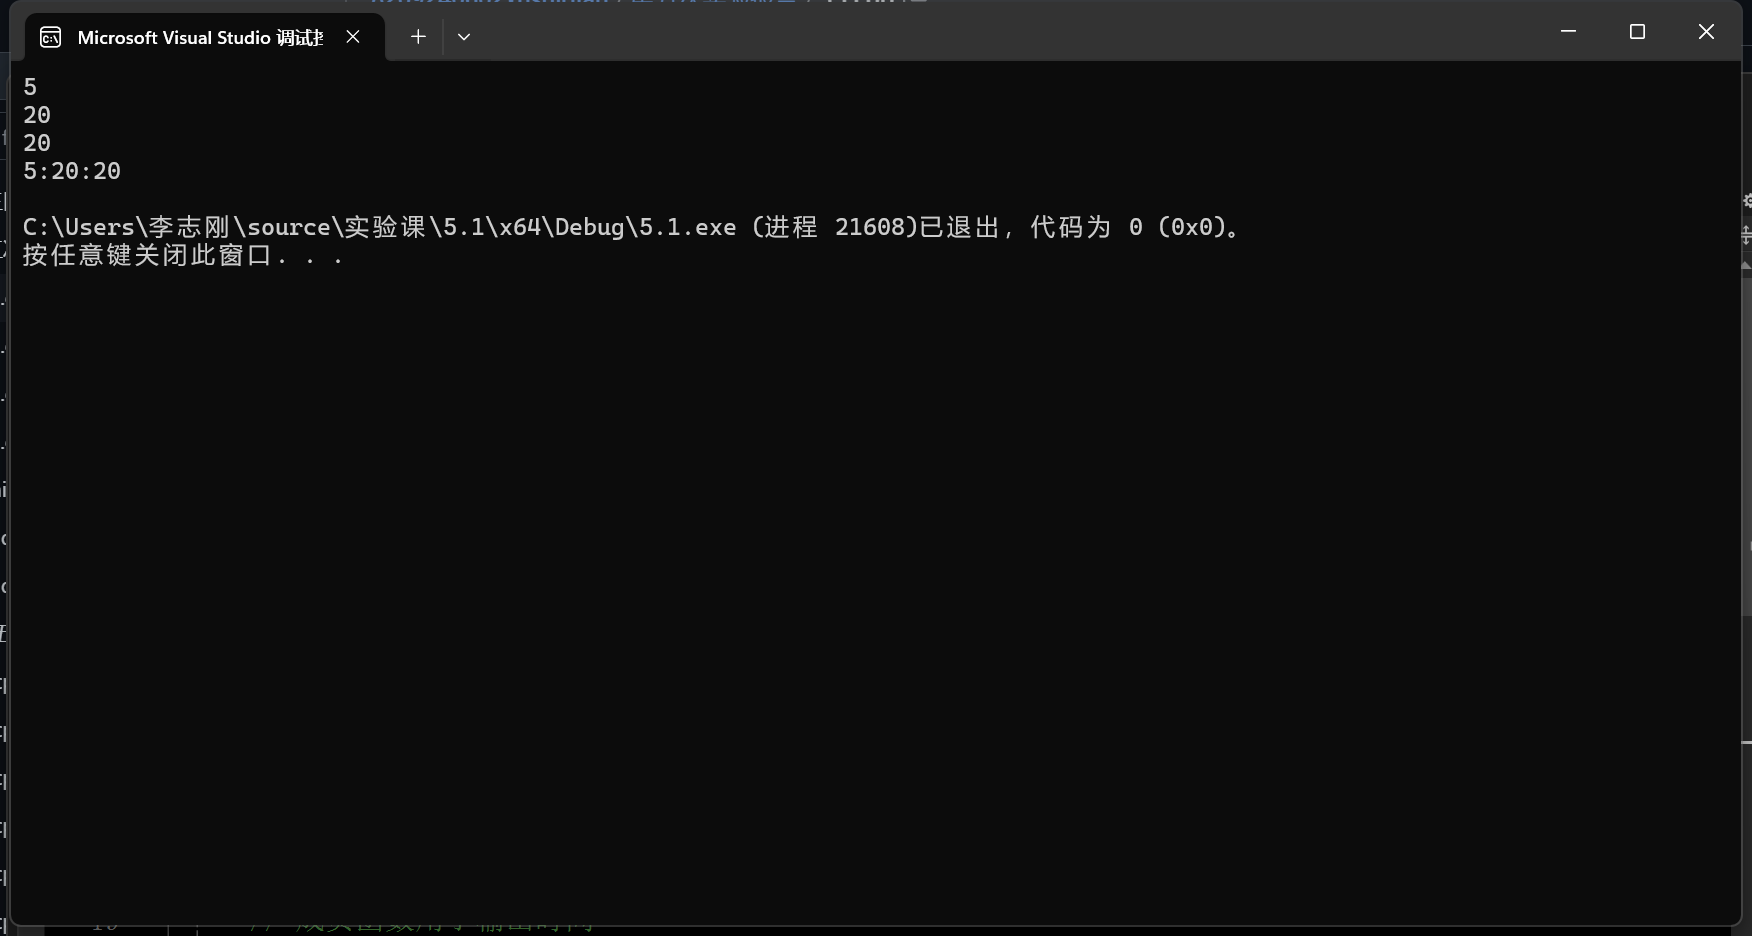 Microsoft Visual Studio 调试
5
20
20
5:20:20
C:\Users\李志刚\source\实验课\5.1\x64\Debug\5.1.exe (进程 21608)已退出，代码为 0 (0x0)。
按任意键关闭此窗口. . .